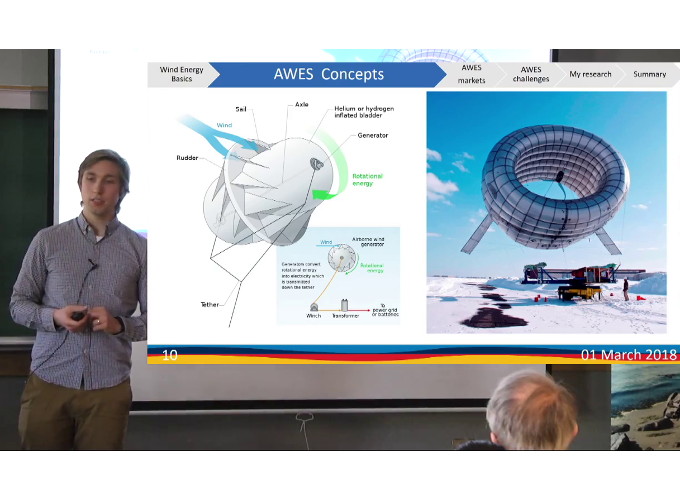 Wind Energy
Basics
AWES Concepts
AWES
markets
AWES
challenges
My research
Summary
Sail
Axle
Helium or hydrogen
inflated bladder
Wind
Generator
Rudder
Rotational
energy
Tether
Wind
Airborne wind
generator
Generators convert
rotational energy
into electricity which
is transmitted
down the tether
Rotational
energy
Winch
Transformer
To
power grid
or batteries
10
01 March 2018